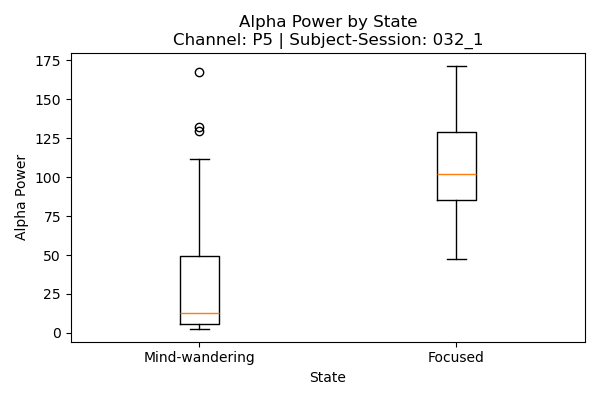 Alpha Power by State
Channel: P5 | Subject-Session: 032_1
175
150
125
100
75
50
25
0
Alpha Power
Mind-wandering
Focused
State